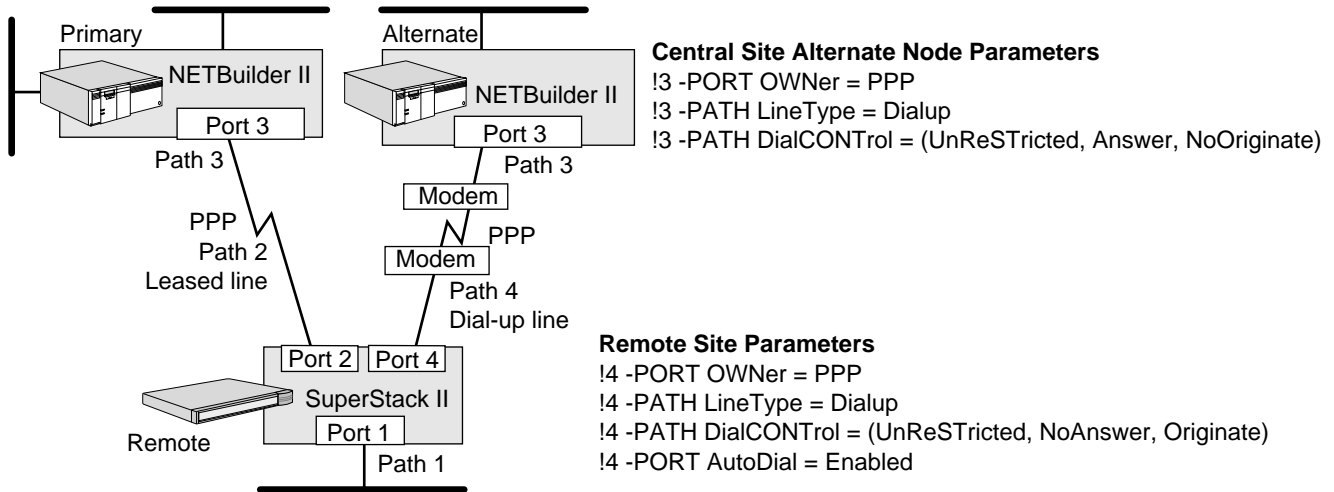 Primary
NETBuilder II
Port 3
Path 3
Alternate
NETBuilder II
Port 3
Path 3
Central Site Alternate Node Parameters
!3 -PORT OWNer = PPP
!3 -PATH LineType = Dialup
!3 -PATH DialCONTrol = (UnReSTricted, Answer, NoOriginate)
PPP
Path 2
Leased line
Modem
PPP
Modem
Path 4
Dial-up line
Port 2
Port 4
SuperStack II
Port 1
Remote
Path 1
Remote Site Parameters
!4 -PORT OWNer = PPP
!4 -PATH LineType = Dialup
!4 -PATH DialCONTrol = (UnReSTricted, NoAnswer, Originate)
!4 -PORT AutoDial = Enabled